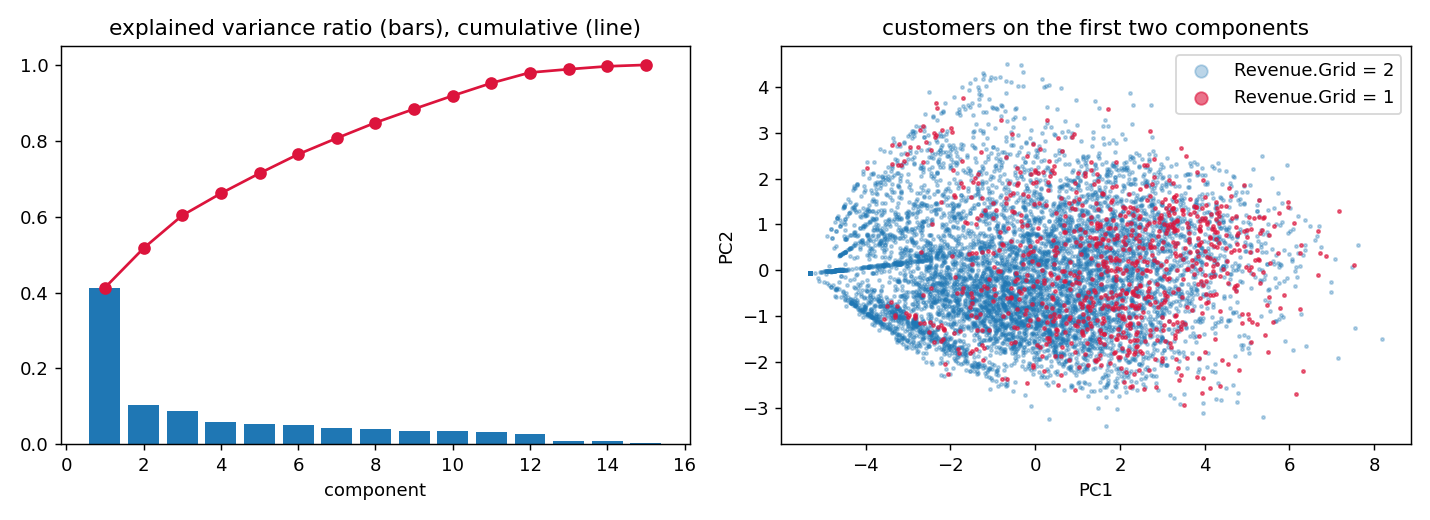 explained variance ratio (bars), cumulative (line)
1.0
0.8
0.6
0.4
0.2
0.0
0 2 4 6 8 10 12 14 16
component
customers on the first two components
Revenue.Grid = 2
Revenue.Grid = 1
PC2
4
3
2
1
0
−1
−2
−3
−4 −2 0 2 4 6 8
PC1